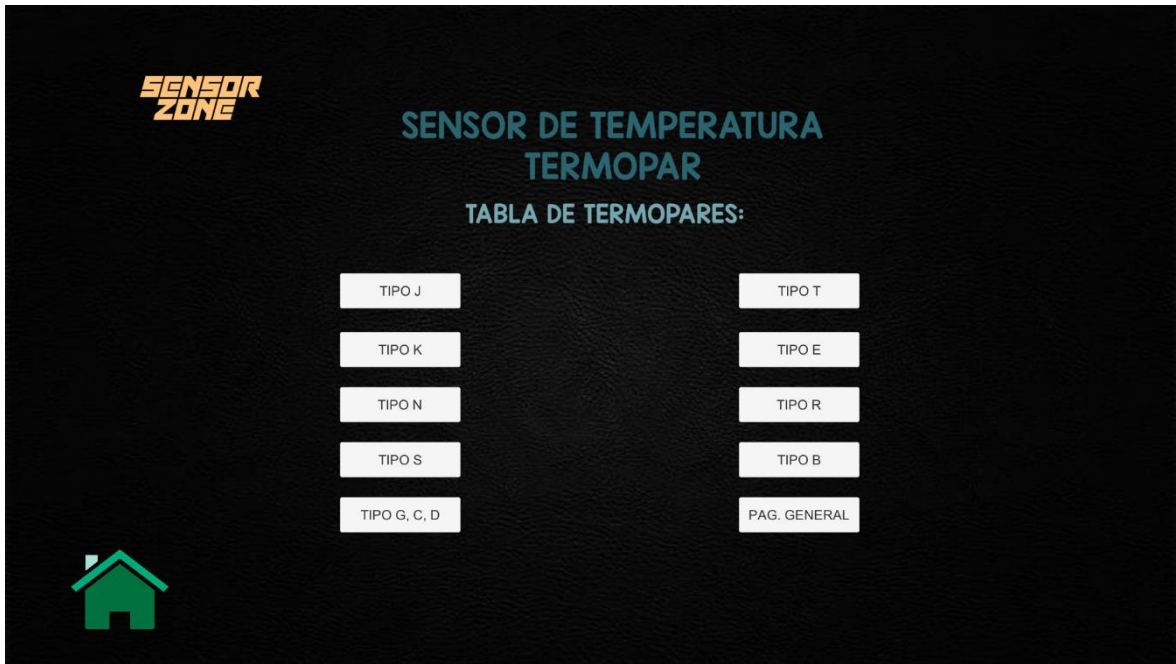 SENSOR
ZONE
SENSOR DE TEMPERATURA
TERMOPAR
TABLA DE TERMOPARES:
TIPO J
TIPO T
TIPO K
TIPO E
TIPO N
TIPO R
TIPO S
TIPO B
TIPO G, C, D
PAG. GENERAL